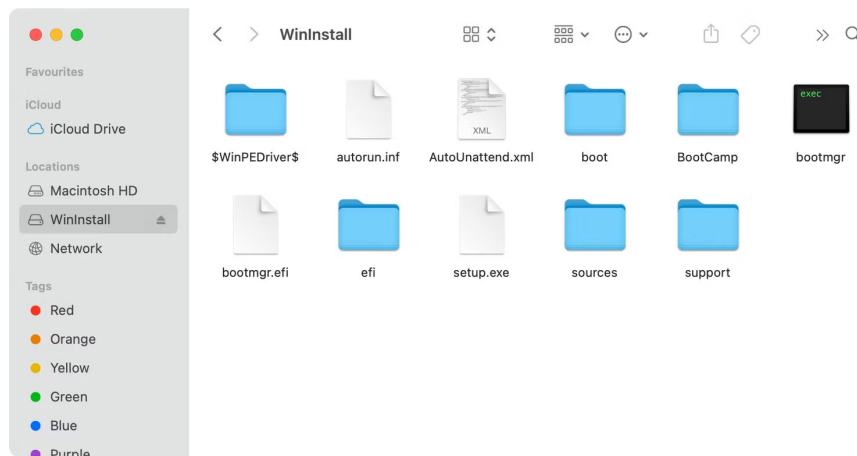 WinInstall
Favourites
iCloud
iCloud Drive
Locations
Macintosh HD
WinInstall
Network
Tags
Red
Orange
Yellow
Green
Blue
Purple
exec
XML
$WinPEDriver$
autorun.inf
AutoUnattend.xml
boot
BootCamp
bootmgr
bootmgr.efi
efi
setup.exe
sources
support